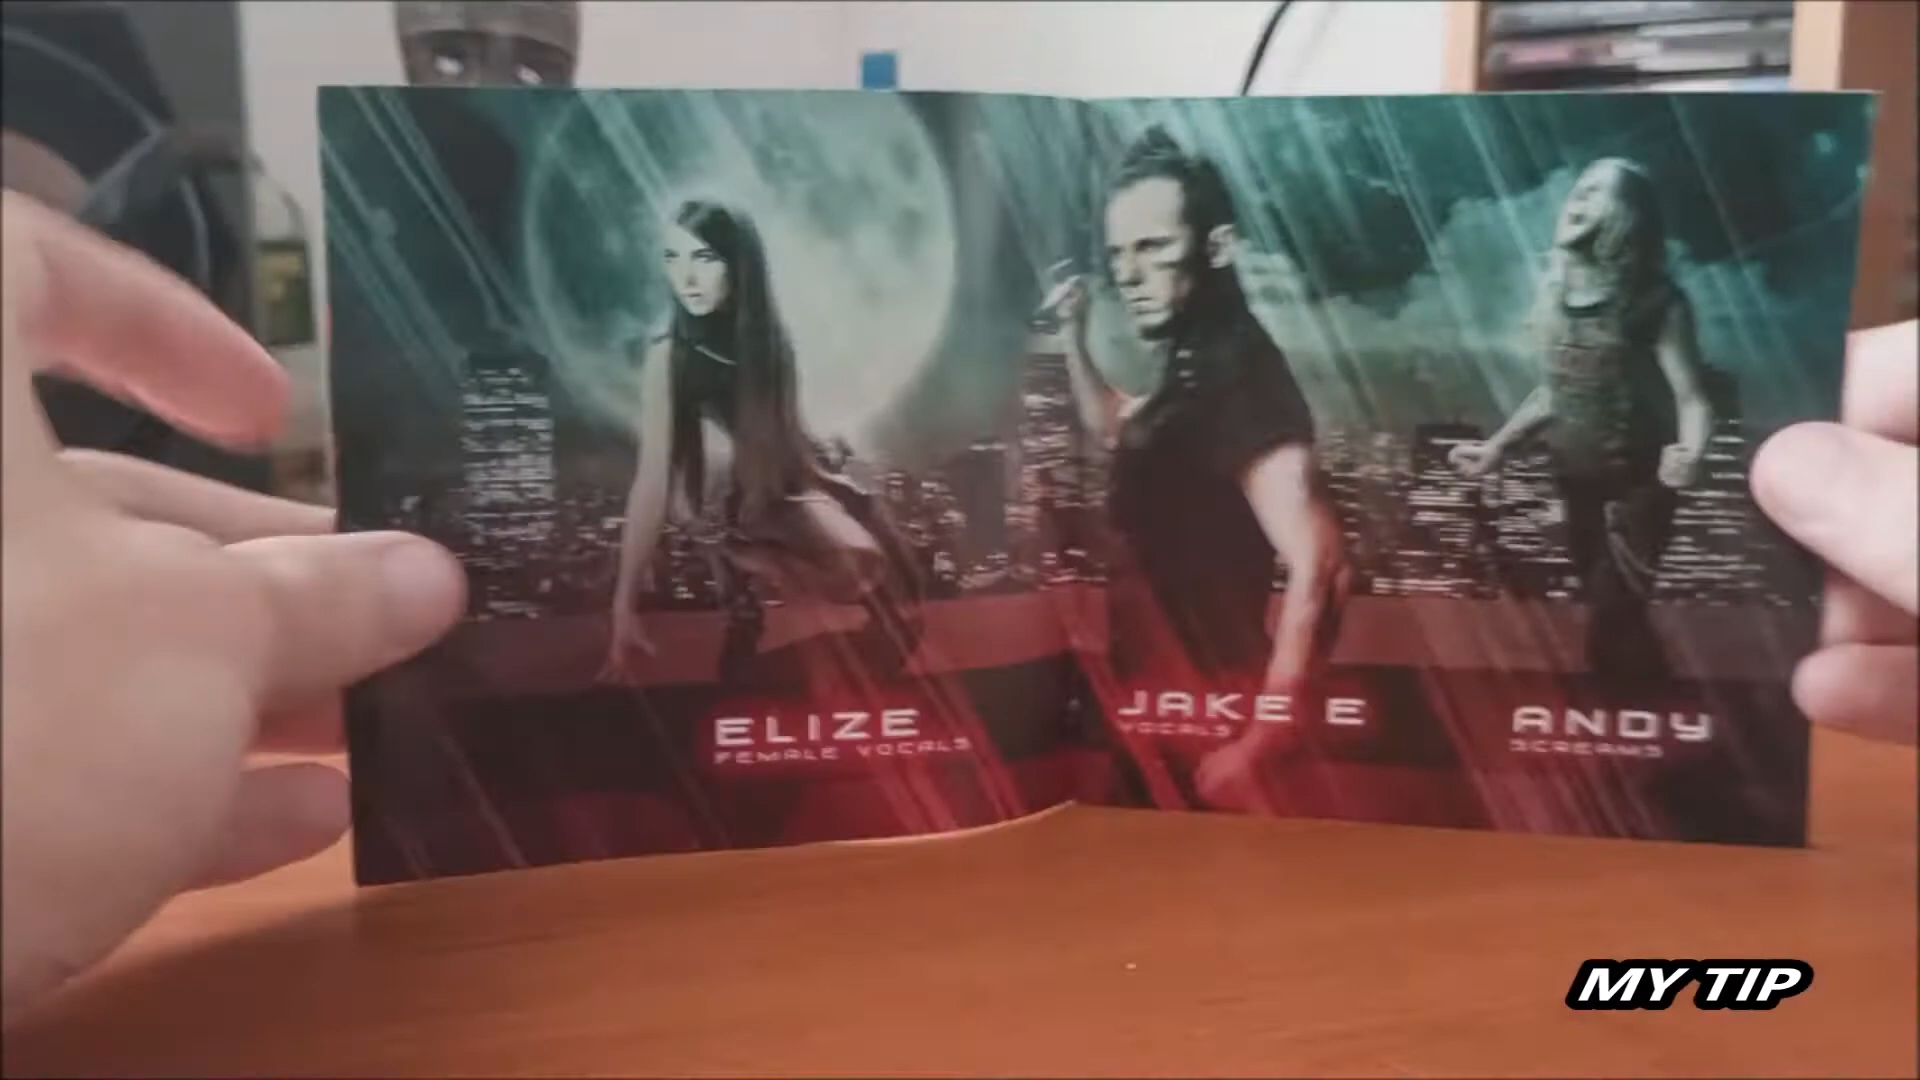 ELIZE
FEMALE VOCALS
JAKE E
VOCALS
ANDY
SCREAMS
MY TIP